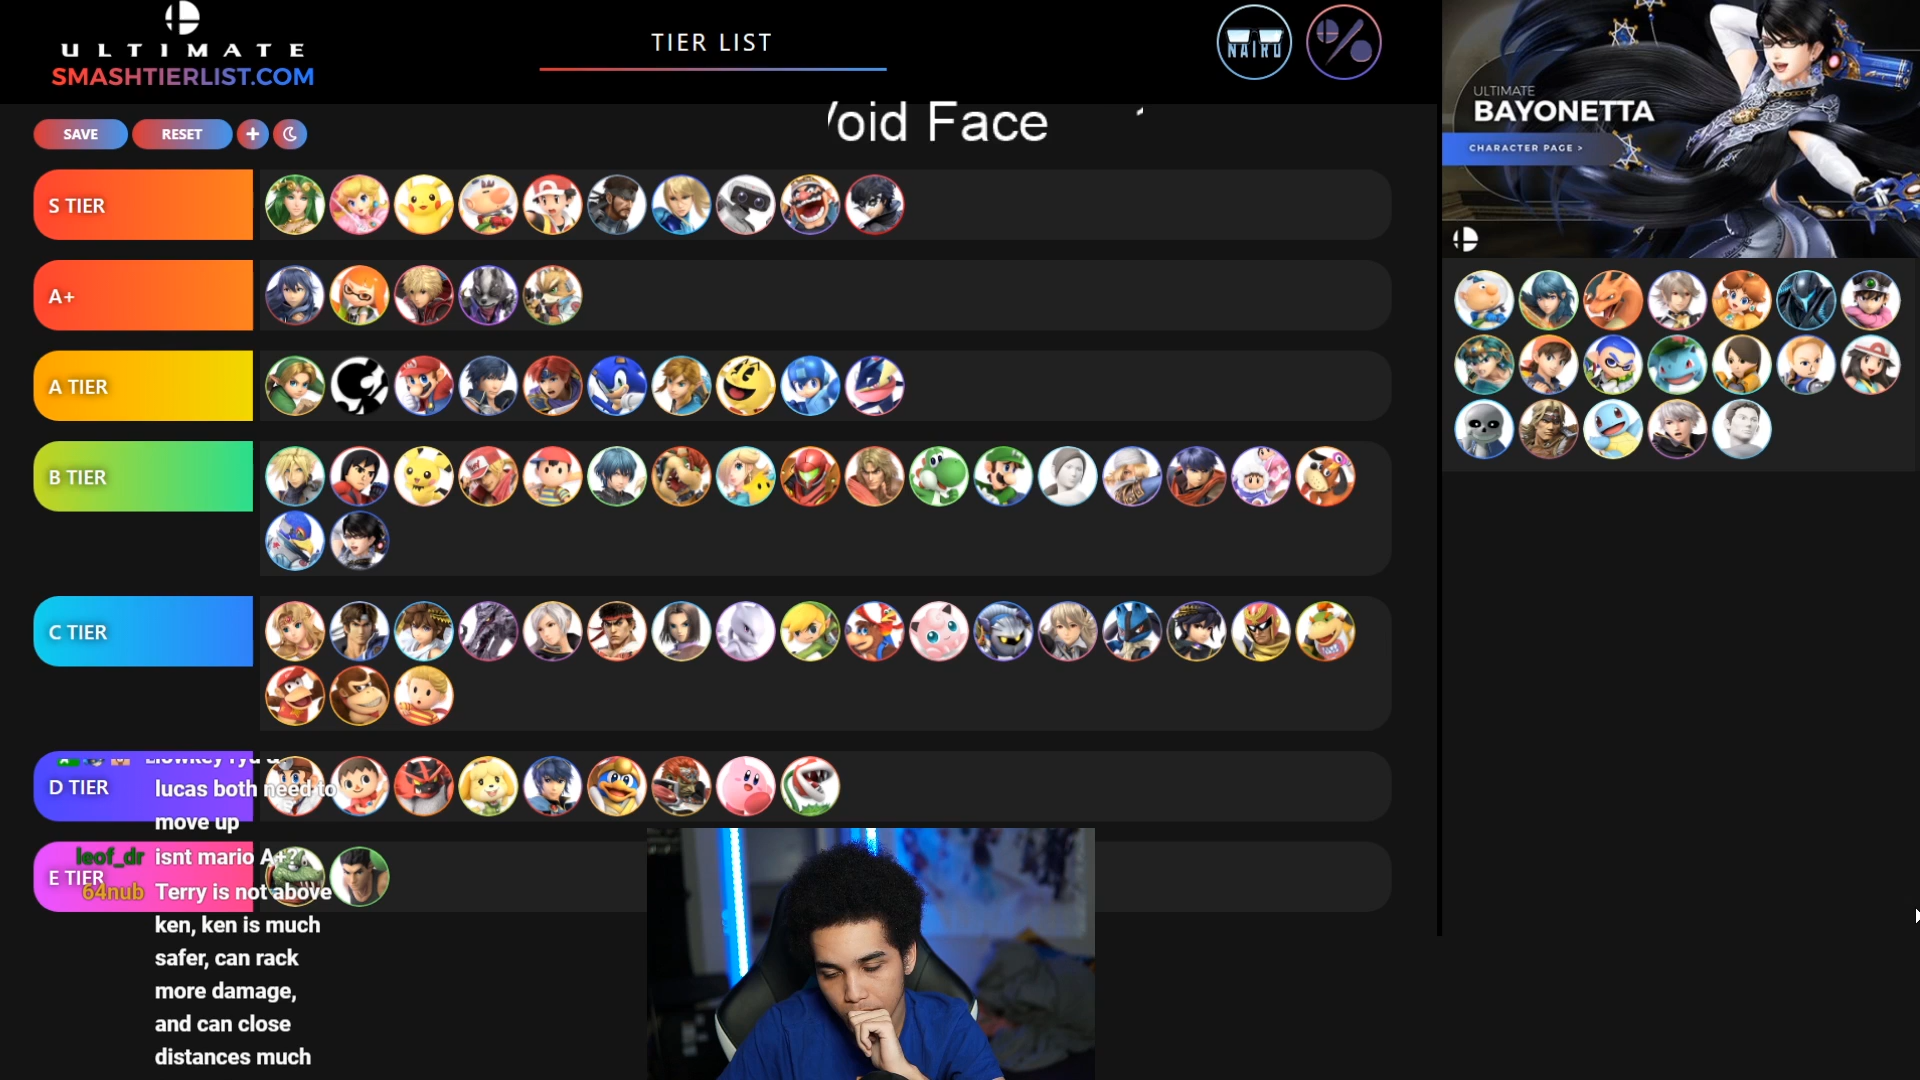 ULTIMATE
SMASHTIERLIST.COM
TIER LIST
NAIRU
ULTIMATE
BAYONETTA
CHARACTER PAGE >
SAVE
RESET
+
Void Face
S TIER
A+
A TIER
B TIER
C TIER
D TIER
lucas both need to
move up
leof_dr isnt mario A+??
E TIER
64nub Terry is not above
ken, ken is much
safer, can rack
more damage,
and can close
distances much